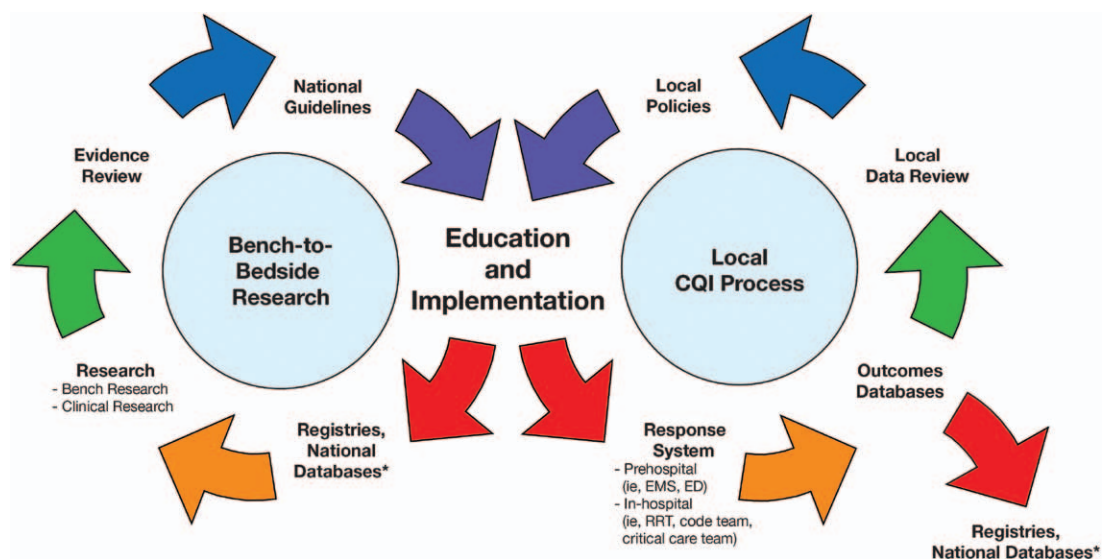 National
Guidelines
Local
Policies
Evidence
Review
Local
Data Review
Bench-to-
Bedside
Research
Education
and
Implementation
Local
CQI Process
Research
- Bench Research
- Clinical Research
Outcomes
Databases
Registries,
National
Databases*
Response
System
- Prehospital
(ie, EMS, ED)
- In-hospital
(ie, RRT, code team,
critical care team)
Registries,
National Databases*